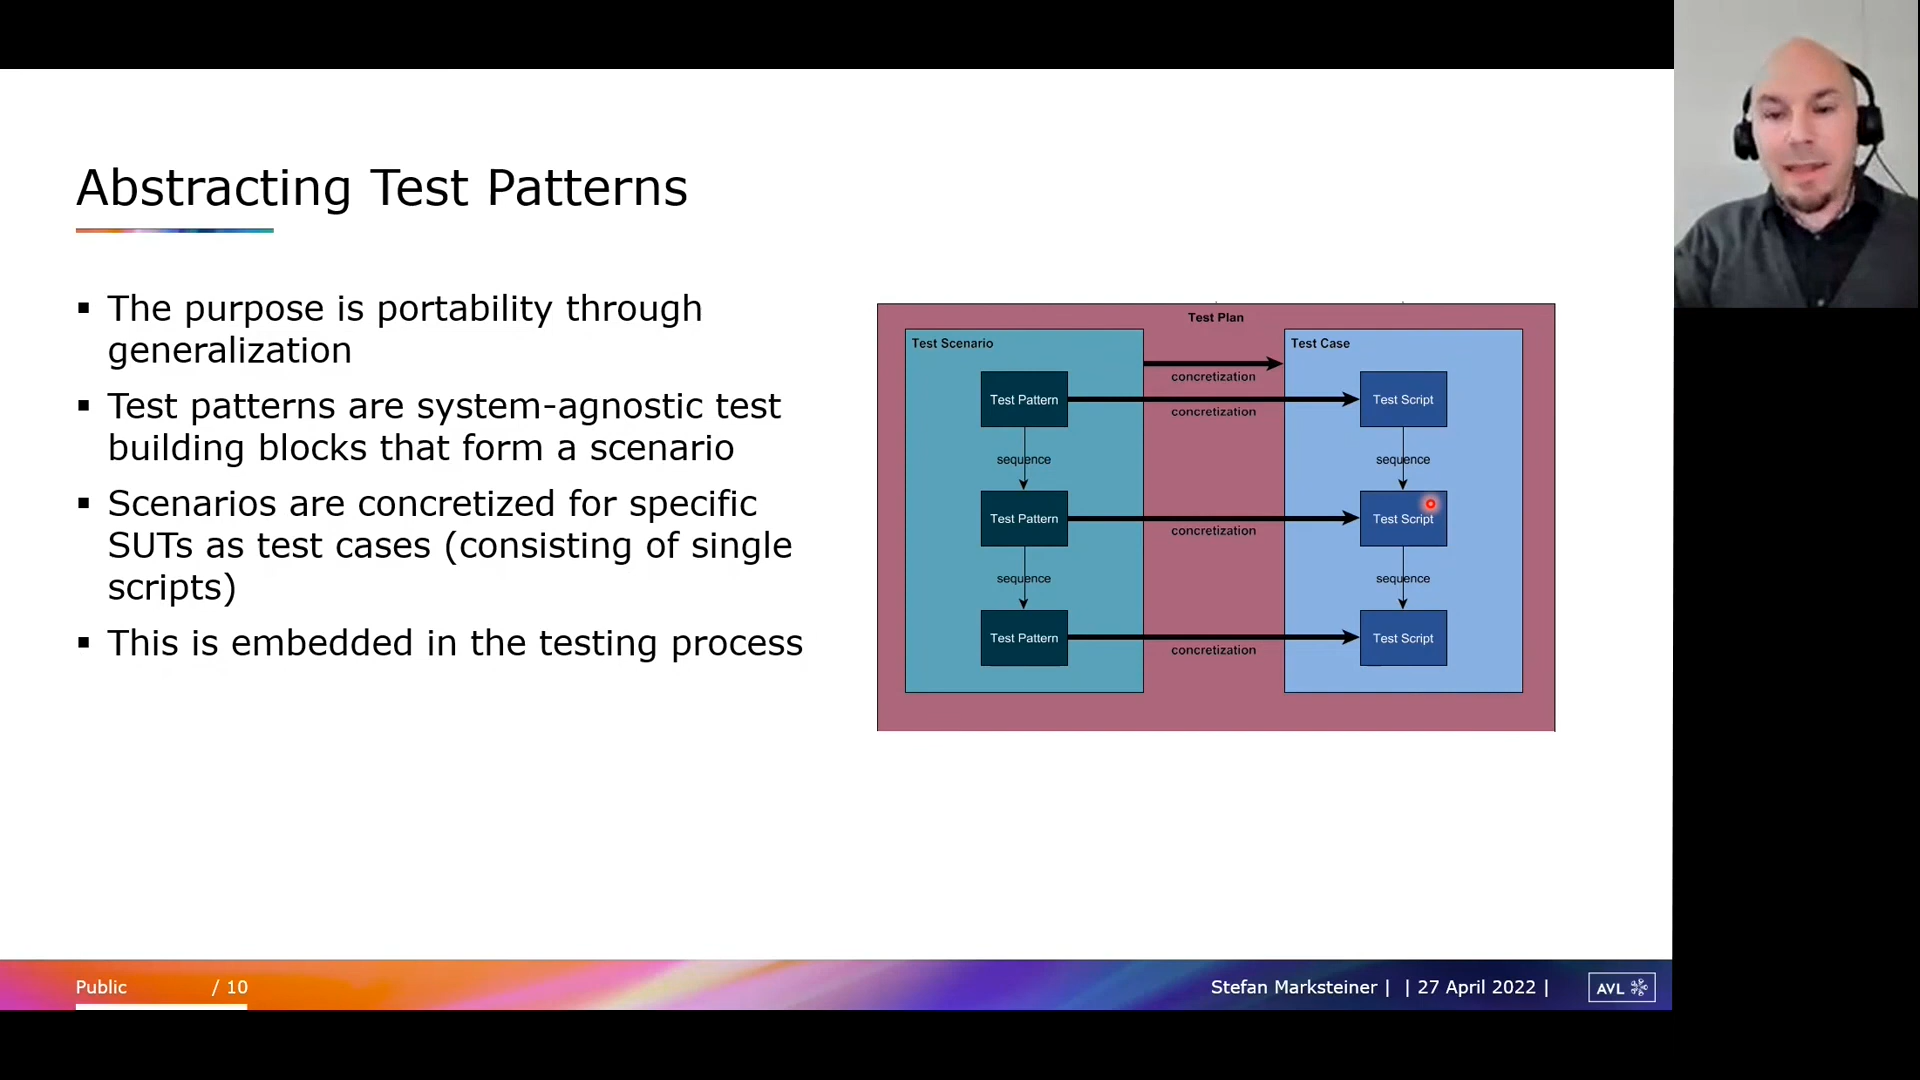 Abstracting Test Patterns
▪ The purpose is portability through
generalization
▪ Test patterns are system-agnostic test
building blocks that form a scenario
▪ Scenarios are concretized for specific
SUTs as test cases (consisting of single
scripts)
▪ This is embedded in the testing process
Test Plan
Test Scenario
Test Case
concretization
Test Pattern
concretization
Test Script
sequence
sequence
Test Pattern
concretization
Test Script
sequence
sequence
Test Pattern
concretization
Test Script
Public / 10
Stefan Marksteiner | | 27 April 2022 |
AVL